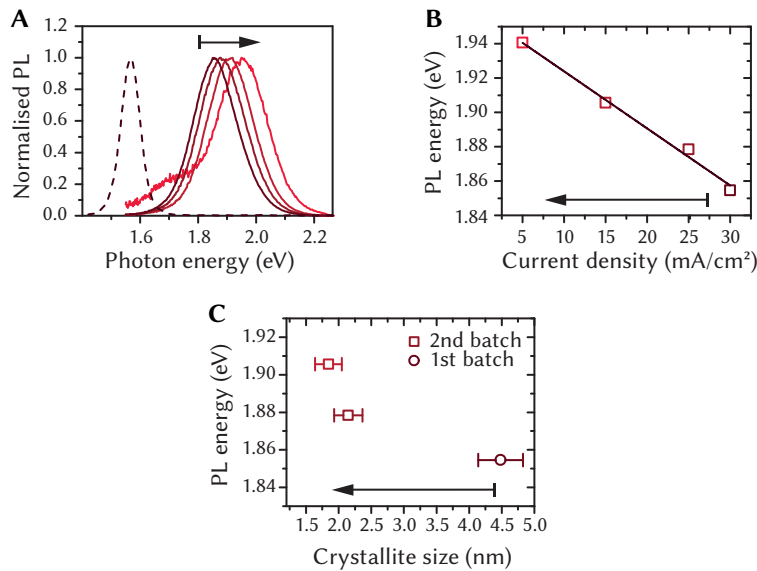 A
Normalised PL
1.0
0.8
0.6
0.4
0.2
0.0
1.6 1.8 2.0 2.2
Photon energy (eV)
B
PL energy (eV)
1.94
1.92
1.90
1.88
1.86
1.84
5 10 15 20 25 30
Current density (mA/cm²)
C
PL energy (eV)
1.92
1.90
1.88
1.86
1.84
2nd batch
1st batch
1.5 2.0 2.5 3.0 3.5 4.0 4.5 5.0
Crystallite size (nm)